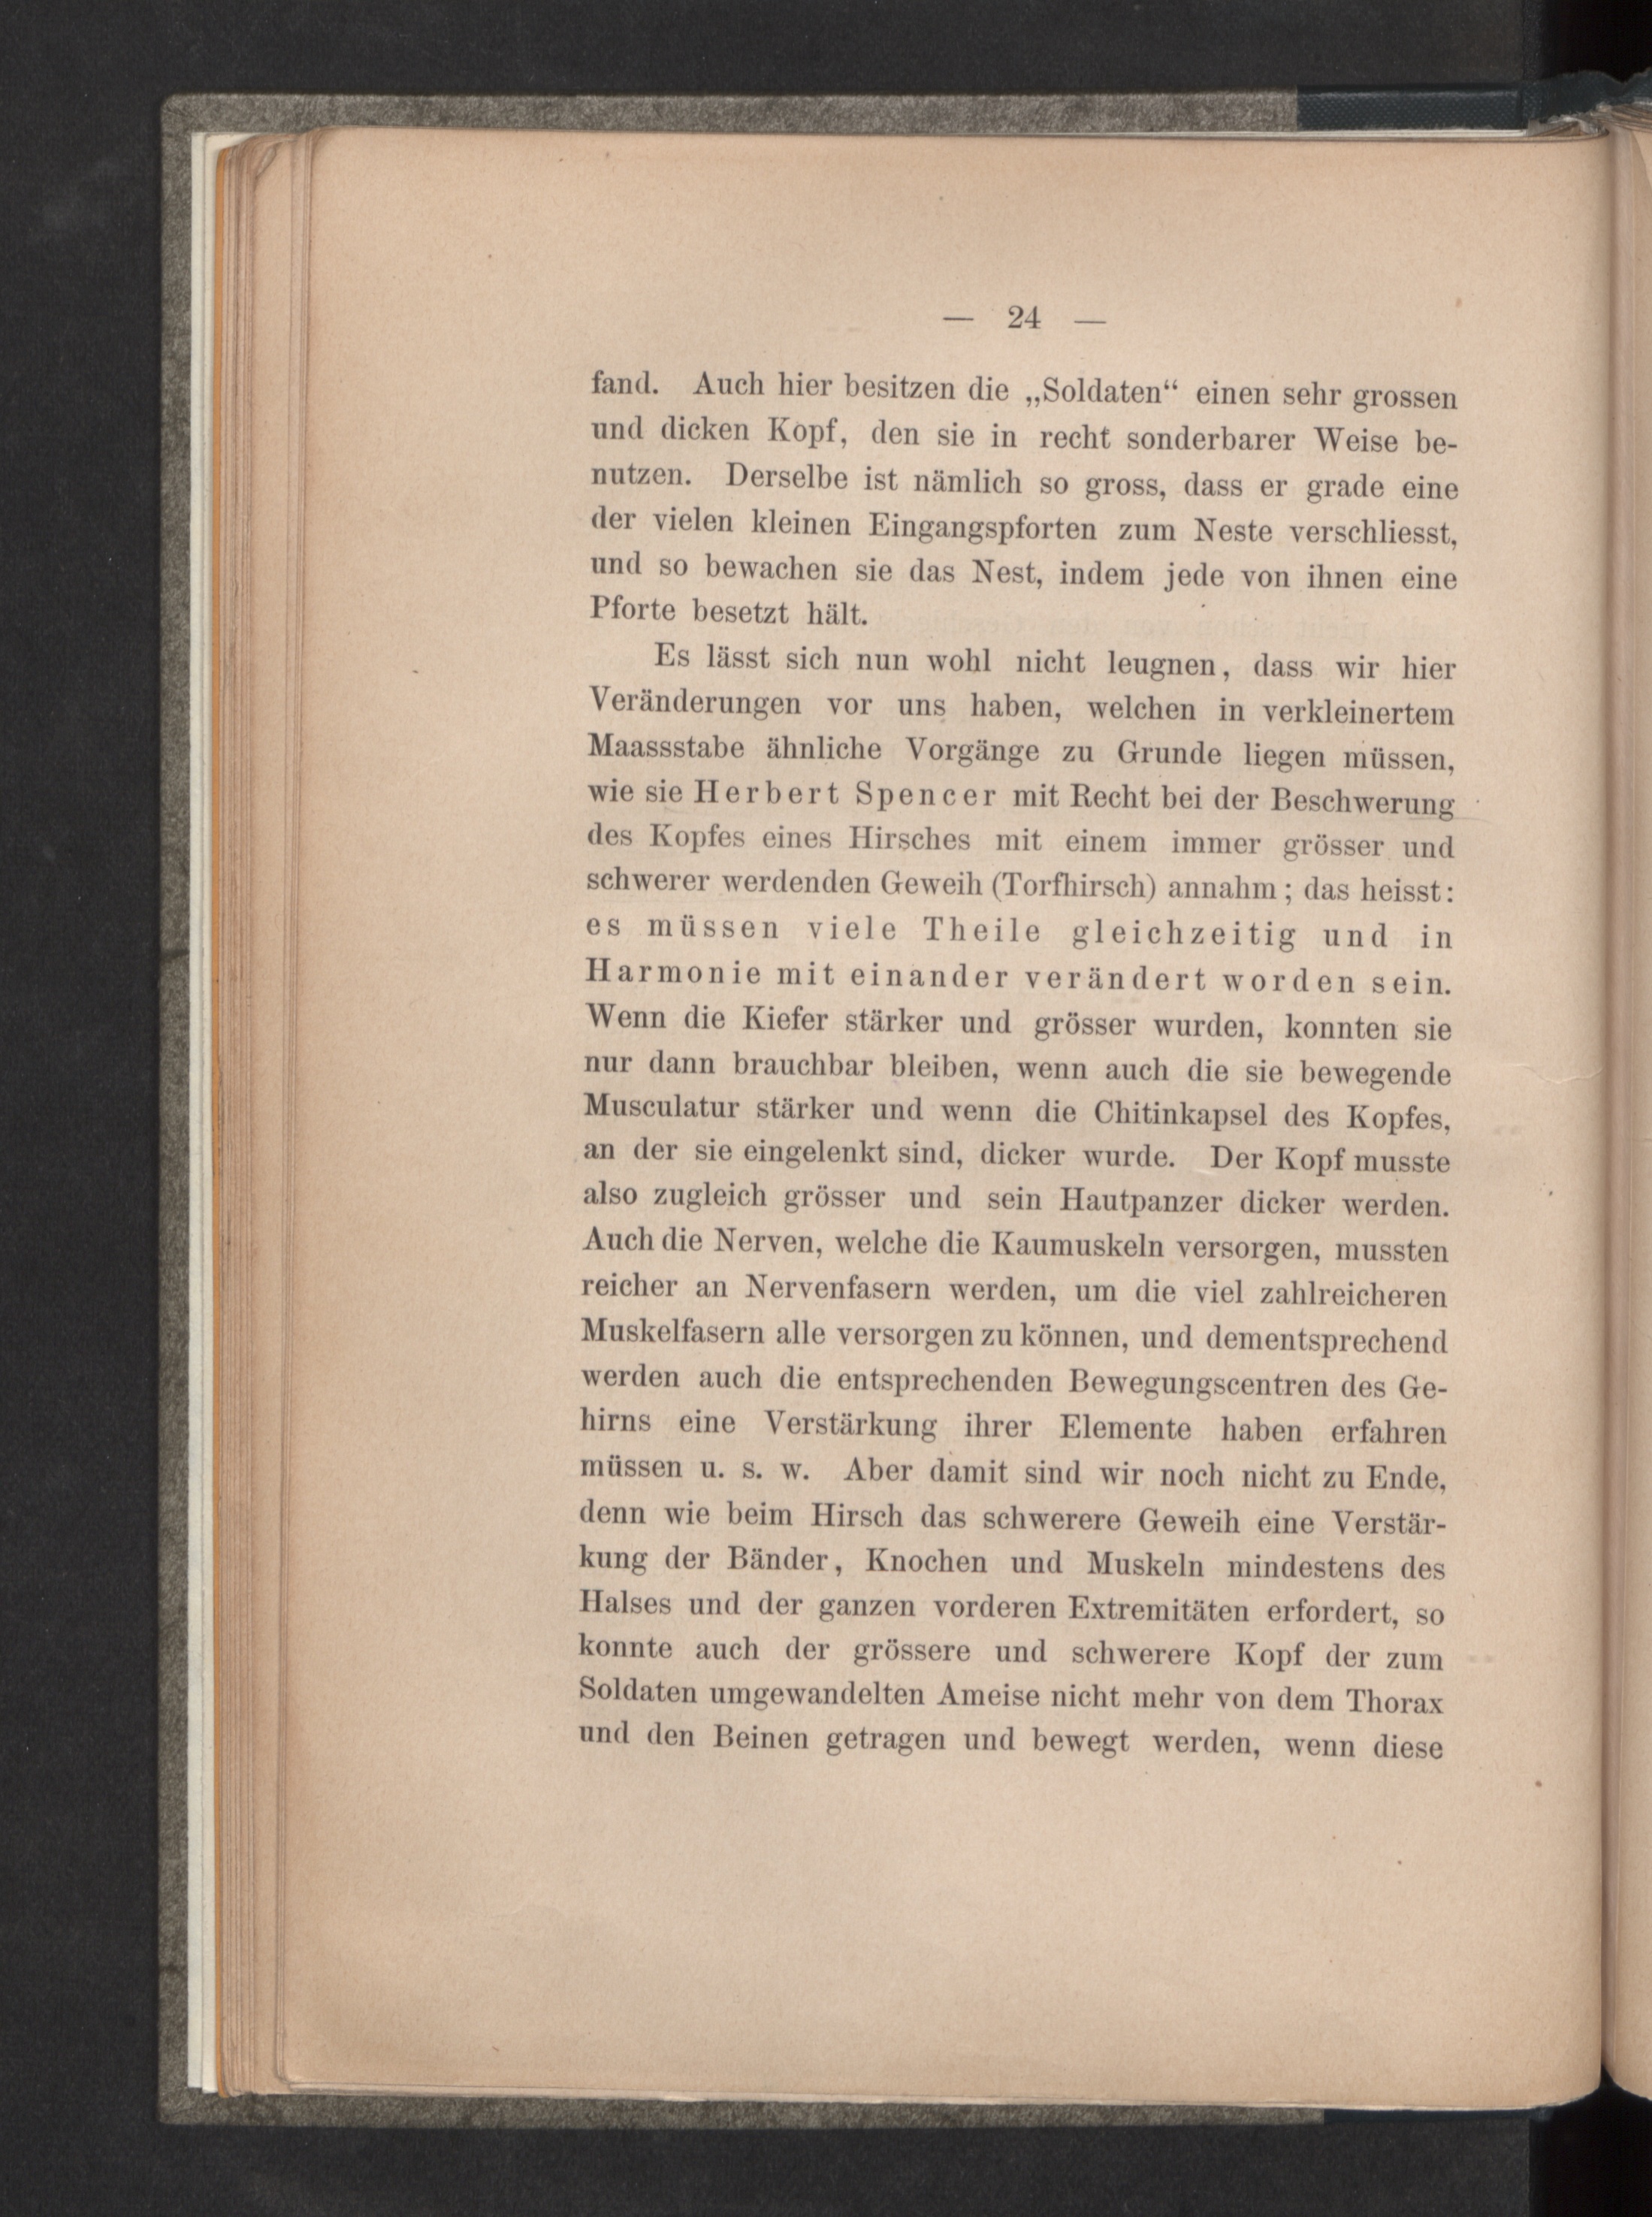 — 24 —
fand. Auch hier besitzen die „Soldaten“ einen sehr grossen
und dicken Kopf, den sie in recht sonderbarer Weise be-
nutzen. Derselbe ist nämlich so gross, dass er grade eine
der vielen kleinen Eingangspforten zum Neste verschliesst,
und so bewachen sie das Nest, indem jede von ihnen eine
Pforte besetzt hält.
Es lässt sich nun wohl nicht leugnen, dass wir hier
Veränderungen vor uns haben, welchen in verkleinertem
Maassstabe ähnliche Vorgänge zu Grunde liegen müssen,
wie sie Herbert Spencer mit Recht bei der Beschwerung
des Kopfes eines Hirsches mit einem immer grösser und
schwerer werdenden Geweih (Torfhirsch) annahm; das heisst:
es müssen viele Theile gleichzeitig und in
Harmonie mit einander verändert worden sein.
Wenn die Kiefer stärker und grösser wurden, konnten sie
nur dann brauchbar bleiben, wenn auch die sie bewegende
Musculatur stärker und wenn die Chitinkapsel des Kopfes,
an der sie eingelenkt sind, dicker wurde. Der Kopf musste
also zugleich grösser und sein Hautpanzer dicker werden.
Auch die Nerven, welche die Kaumuskeln versorgen, mussten
reicher an Nervenfasern werden, um die viel zahlreicheren
Muskelfasern alle versorgen zu können, und dementsprechend
werden auch die entsprechenden Bewegungscentren des Ge-
hirns eine Verstärkung ihrer Elemente haben erfahren
müssen u. s. w. Aber damit sind wir noch nicht zu Ende,
denn wie beim Hirsch das schwerere Geweih eine Verstär-
kung der Bänder, Knochen und Muskeln mindestens des
Halses und der ganzen vorderen Extremitäten erfordert, so
konnte auch der grössere und schwerere Kopf der zum
Soldaten umgewandelten Ameise nicht mehr von dem Thorax
und den Beinen getragen und bewegt werden, wenn diese